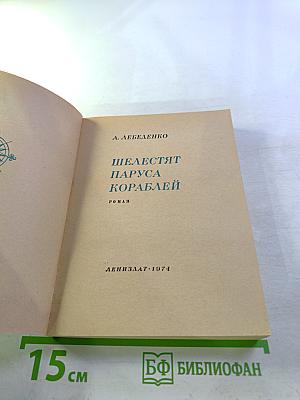 А. ЛЕБЕДЕНКО
ШЕЛЕСТЯТ
ПАРУСА
КОРАБЛЕЙ
РОМАН
ЛЕНИЗДАТ · 1974
15 см
БФ БИБЛИОФАН